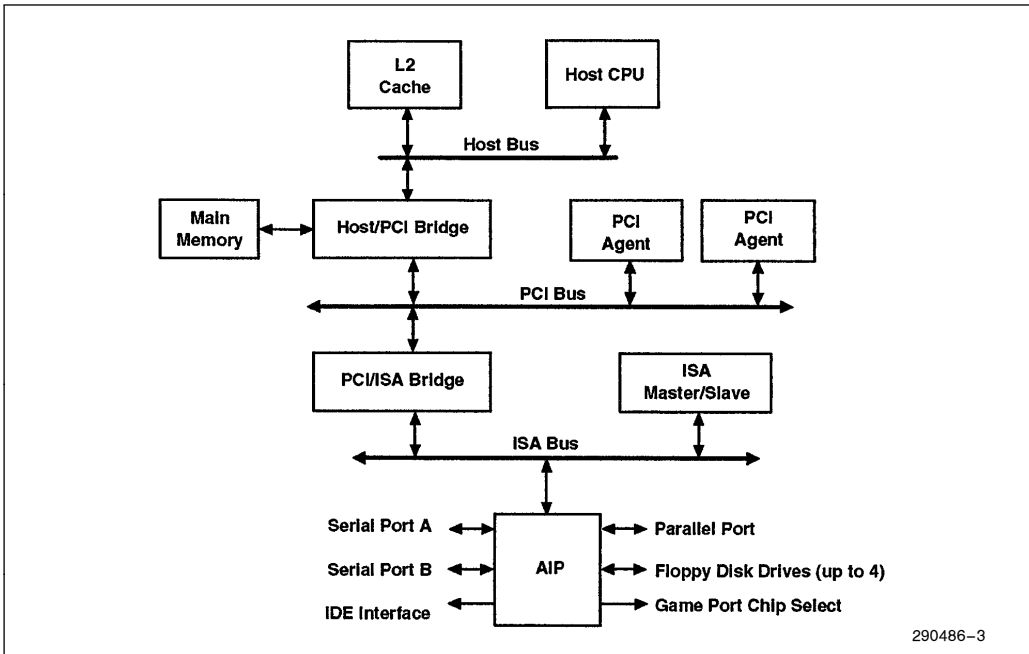 L2
Cache
Host CPU
Host Bus
Main
Memory
Host/PCI Bridge
PCI
Agent
PCI
Agent
PCI Bus
PCI/ISA Bridge
ISA
Master/Slave
ISA Bus
Serial Port A
Serial Port B
IDE Interface
AIP
Parallel Port
Floppy Disk Drives (up to 4)
Game Port Chip Select
290486–3